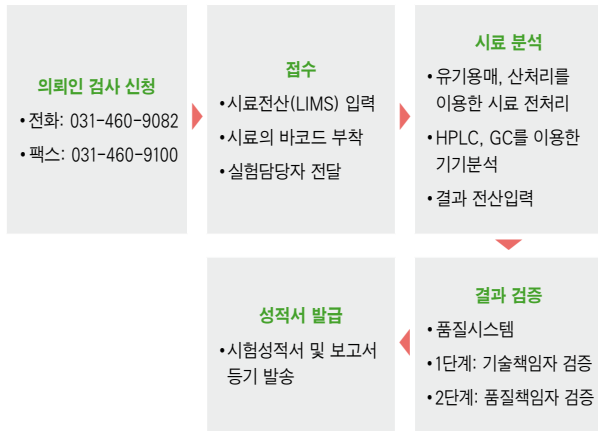 의뢰인 검사 신청
•전화: 031-460-9082
•팩스: 031-460-9100
접수
•시료전산(LIMS) 입력
•시료의 바코드 부착
•실험담당자 전달
시료 분석
•유기용매, 산처리를
이용한 시료 전처리
•HPLC, GC를 이용한
기기분석
•결과 전산입력
결과 검증
•품질시스템
•1단계: 기술책임자 검증
•2단계: 품질책임자 검증
성적서 발급
•시험성적서 및 보고서
등기 발송